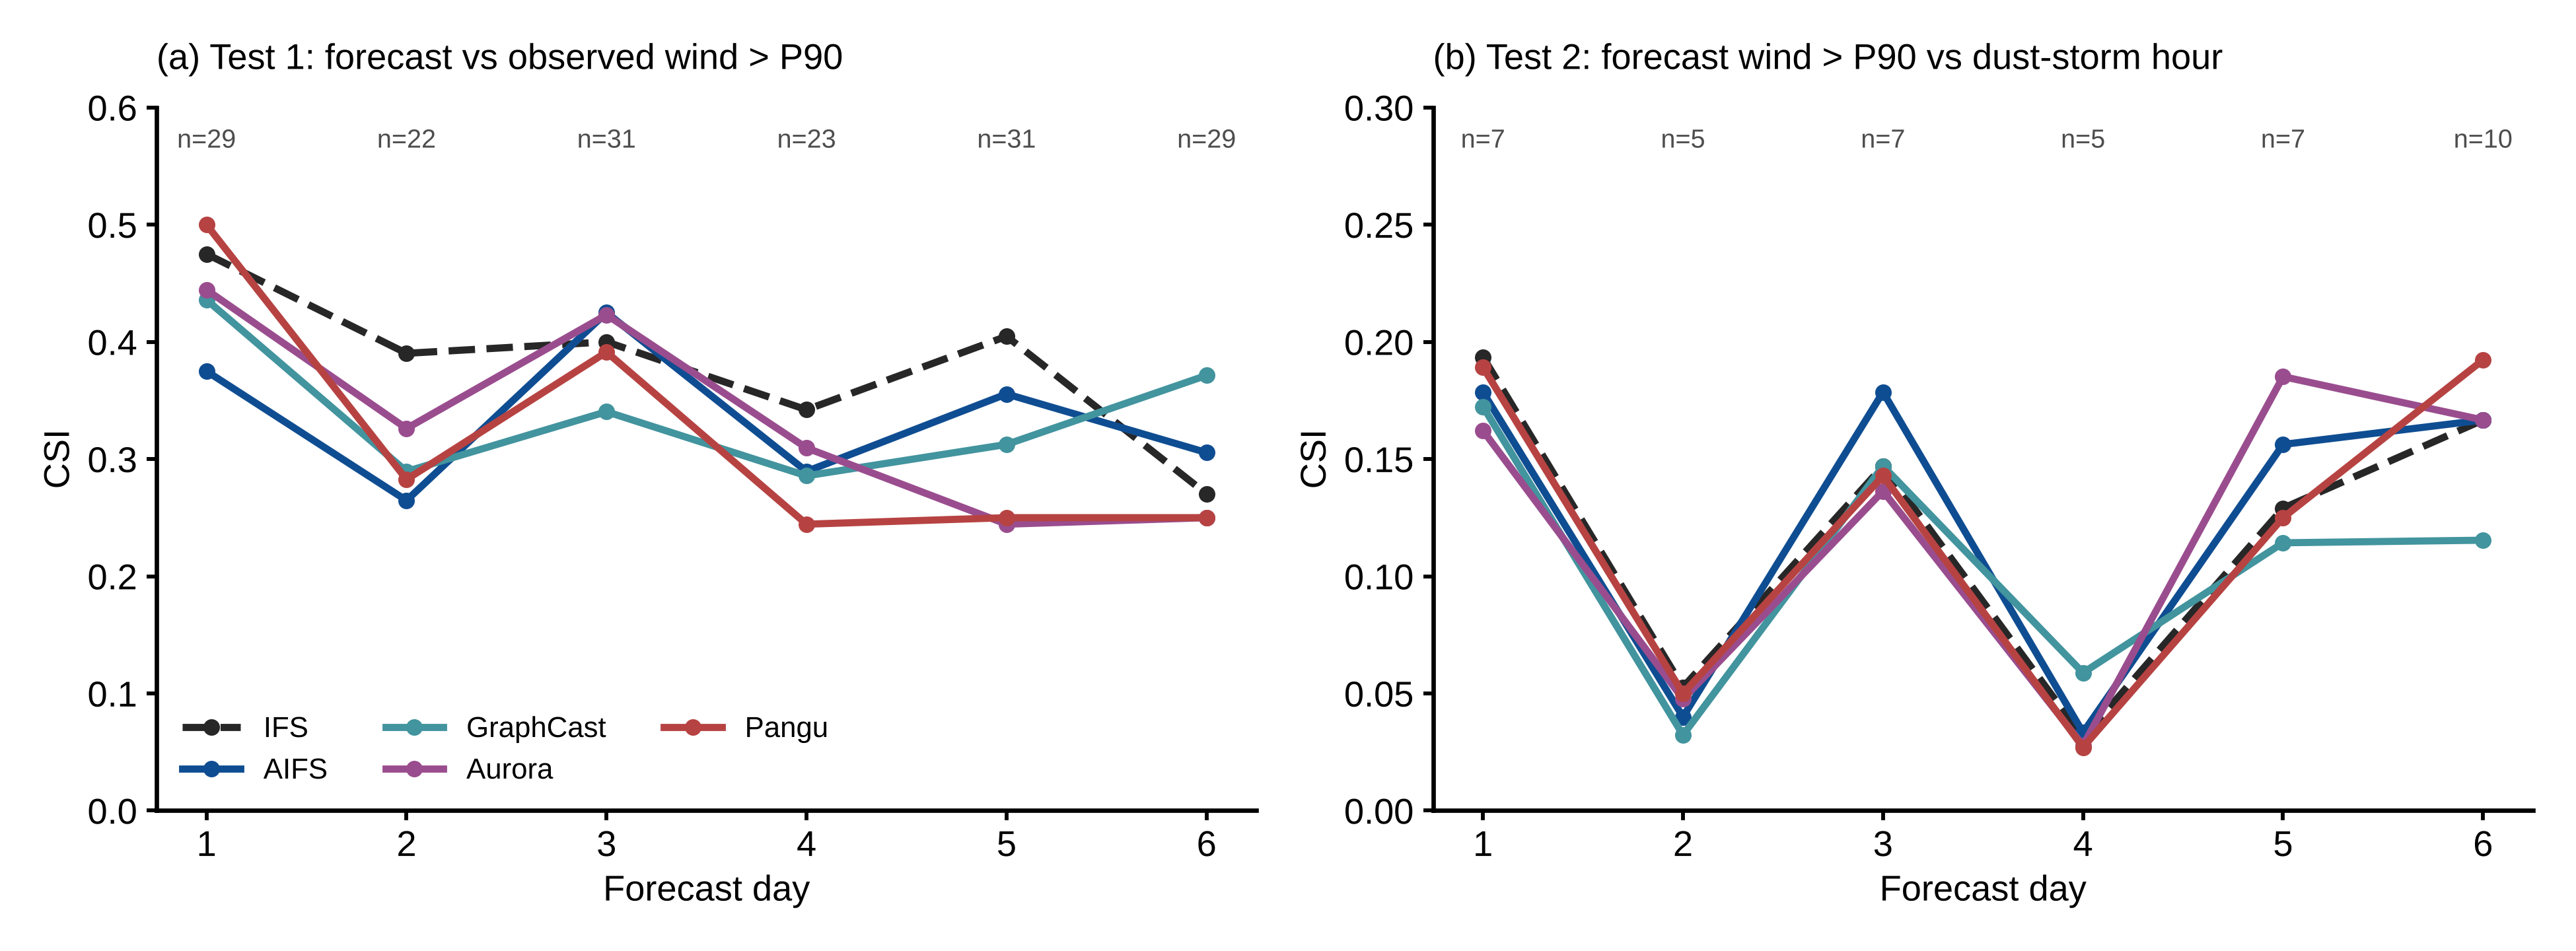 (a) Test 1: forecast vs observed wind > P90
0.6
0.5
0.4
0.3
0.2
0.1
0.0
CSI
n=29 n=22 n=31 n=23 n=31 n=29
IFS GraphCast Pangu
AIFS Aurora
1 2 3 4 5 6
Forecast day
(b) Test 2: forecast wind > P90 vs dust-storm hour
0.30
0.25
0.20
0.15
0.10
0.05
0.00
CSI
n=7 n=5 n=7 n=5 n=7 n=10
1 2 3 4 5 6
Forecast day